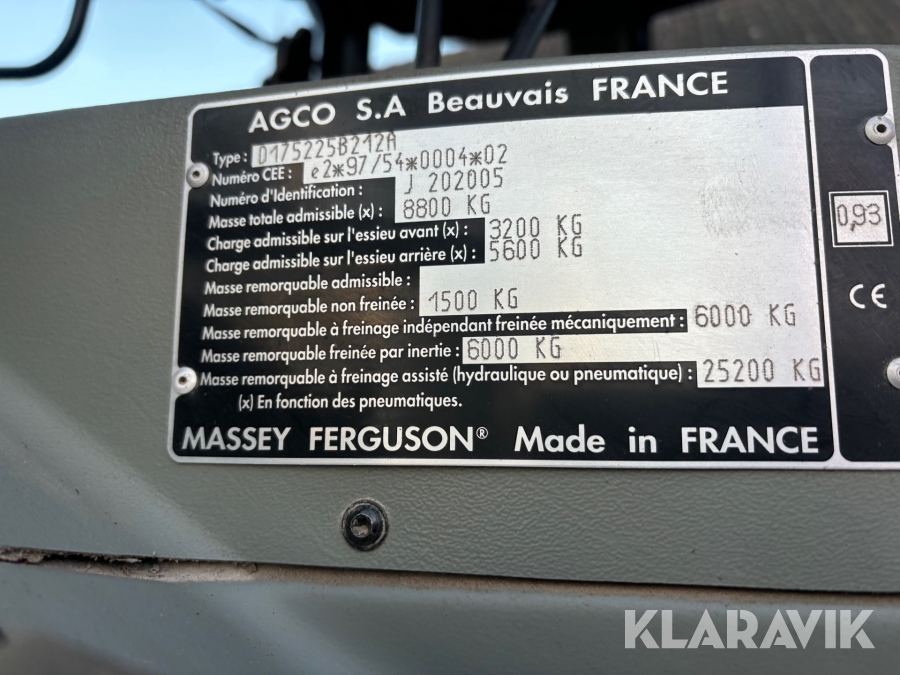 AGCO S.A Beauvais FRANCE
Type : D175225B212A
Numéro CEE : e2*97/54*0004*02
Numéro d'Identification : J 202005
Masse totale admissible (x) : 8800 KG
Charge admissible sur l'essieu avant (x) : 3200 KG
Charge admissible sur l'essieu arrière (x) : 5600 KG
Masse remorquable admissible :
Masse remorquable non freinée : 1500 KG
Masse remorquable à freinage indépendant freinée mécaniquement : 6000 KG
Masse remorquable freinée par inertie : 6000 KG
Masse remorquable à freinage assisté (hydraulique ou pneumatique) : 25200 KG
(x) En fonction des pneumatiques.
MASSEY FERGUSON® Made in FRANCE
0,93
CE
KLARAVIK